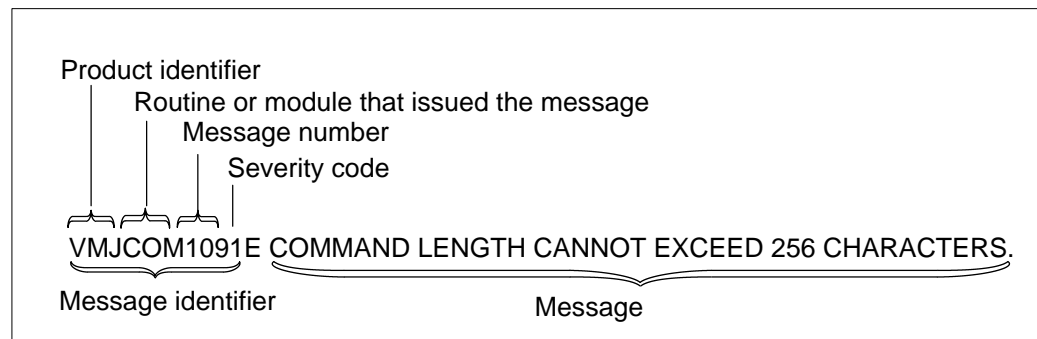 Product identifier
Routine or module that issued the message
Message number
Severity code
VMJCOM1091E COMMAND LENGTH CANNOT EXCEED 256 CHARACTERS.
Message identifier
Message